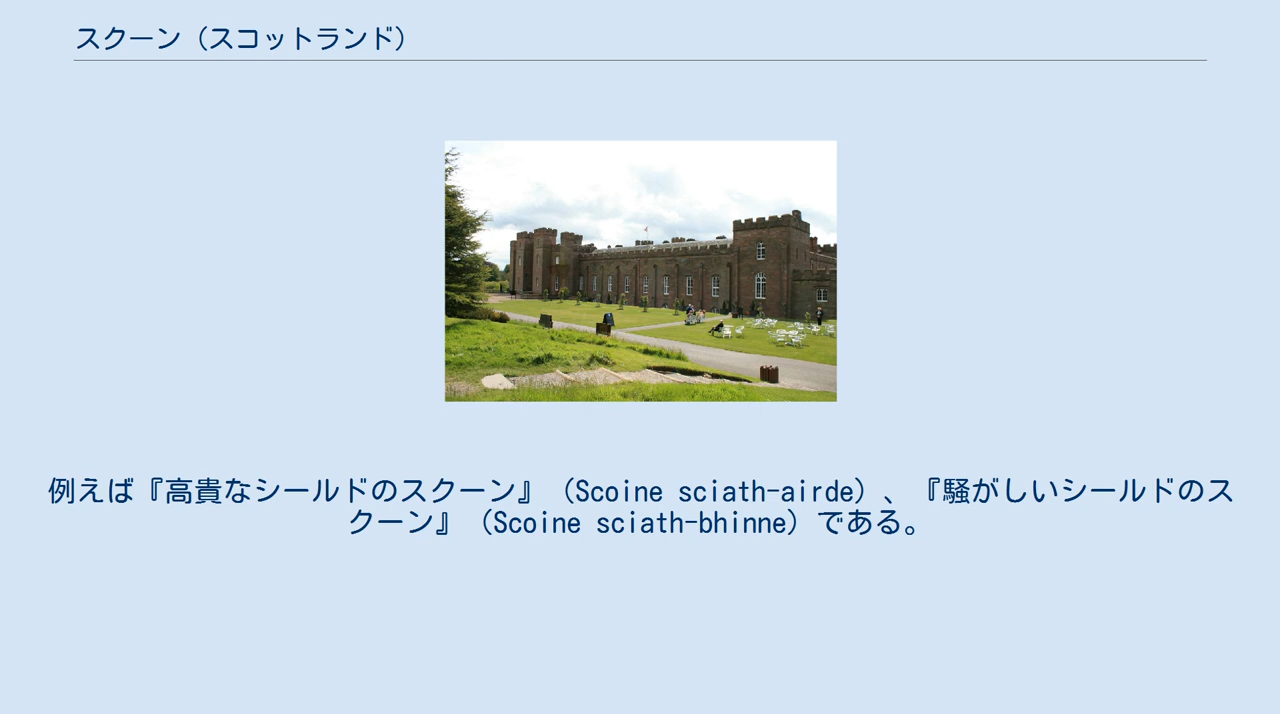 スクーン（スコットランド）
例えば『高貴なシールドのスクーン』（Scoine sciath-airde）、『騒がしいシールドのス
クーン』（Scoine sciath-bhinne）である。